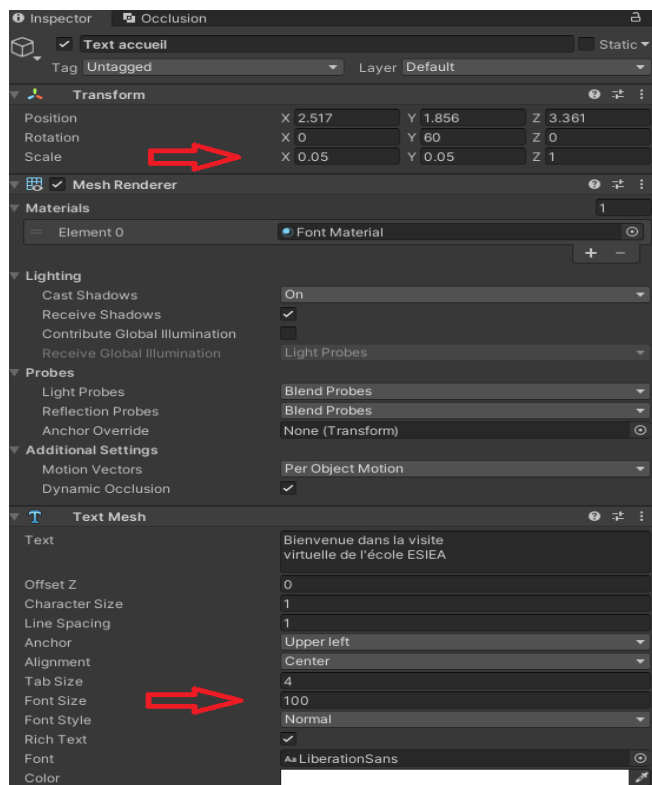 Inspector Occlusion
Text accueil Static
Tag Untagged Layer Default
Transform
Position X 2.517 Y 1.856 Z 3.361
Rotation X 0 Y 60 Z 0
Scale X 0.05 Y 0.05 Z 1
Mesh Renderer
Materials 1
Element 0 Font Material
Lighting
Cast Shadows On
Receive Shadows
Contribute Global Illumination
Receive Global Illumination Light Probes
Probes
Light Probes Blend Probes
Reflection Probes Blend Probes
Anchor Override None (Transform)
Additional Settings
Motion Vectors Per Object Motion
Dynamic Occlusion
Text Mesh
Text Bienvenue dans la visite
virtuelle de l'école ESIEA
Offset Z 0
Character Size 1
Line Spacing 1
Anchor Upper left
Alignment Center
Tab Size 4
Font Size 100
Font Style Normal
Rich Text
Font Aa LiberationSans
Color